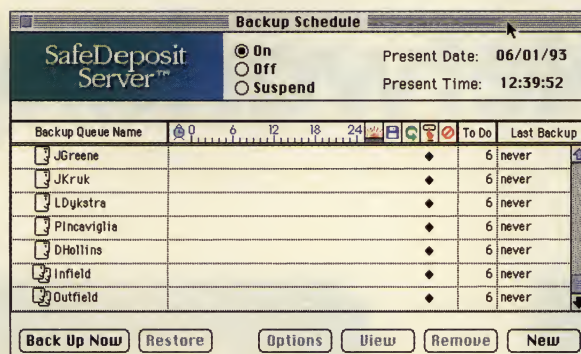 Backup Schedule
SafeDeposit
Server™
On
Off
Suspend
Present Date: 06/01/93
Present Time: 12:39:52
Backup Queue Name 0 6 12 18 24 To Do Last Backup
JGreene 6 never
JKruk 6 never
LDykstra 6 never
PIncaviglia 6 never
DHollins 6 never
Infield 6 never
Outfield 6 never
Back Up Now Restore Options View Remove New